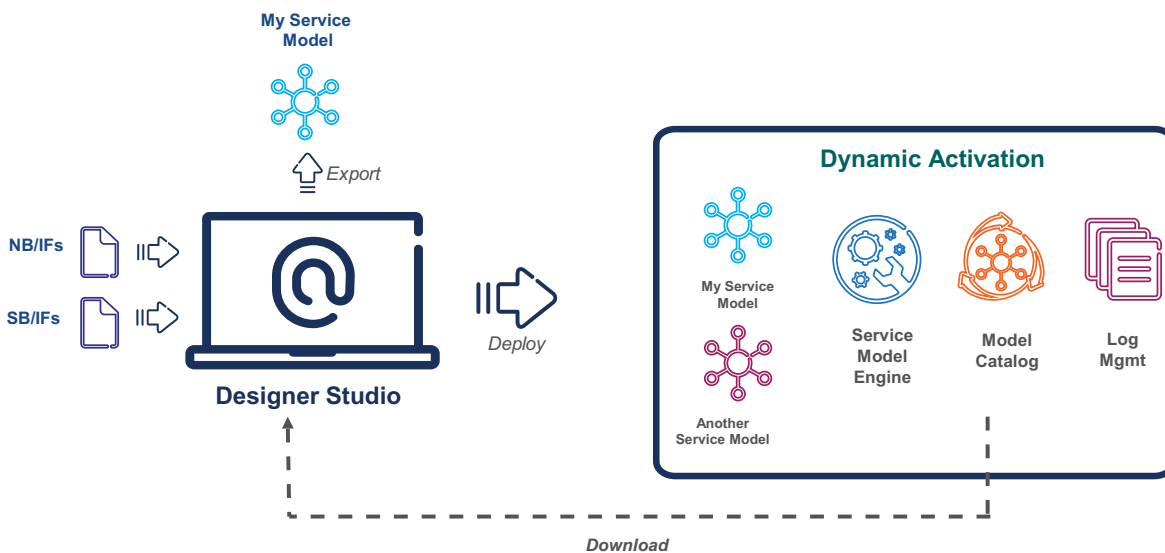 My Service
Model
Export
NB/IFs
SB/IFs
Designer Studio
Deploy
Dynamic Activation
My Service
Model
Another
Service Model
Service
Model
Engine
Model
Catalog
Log
Mgmt
Download